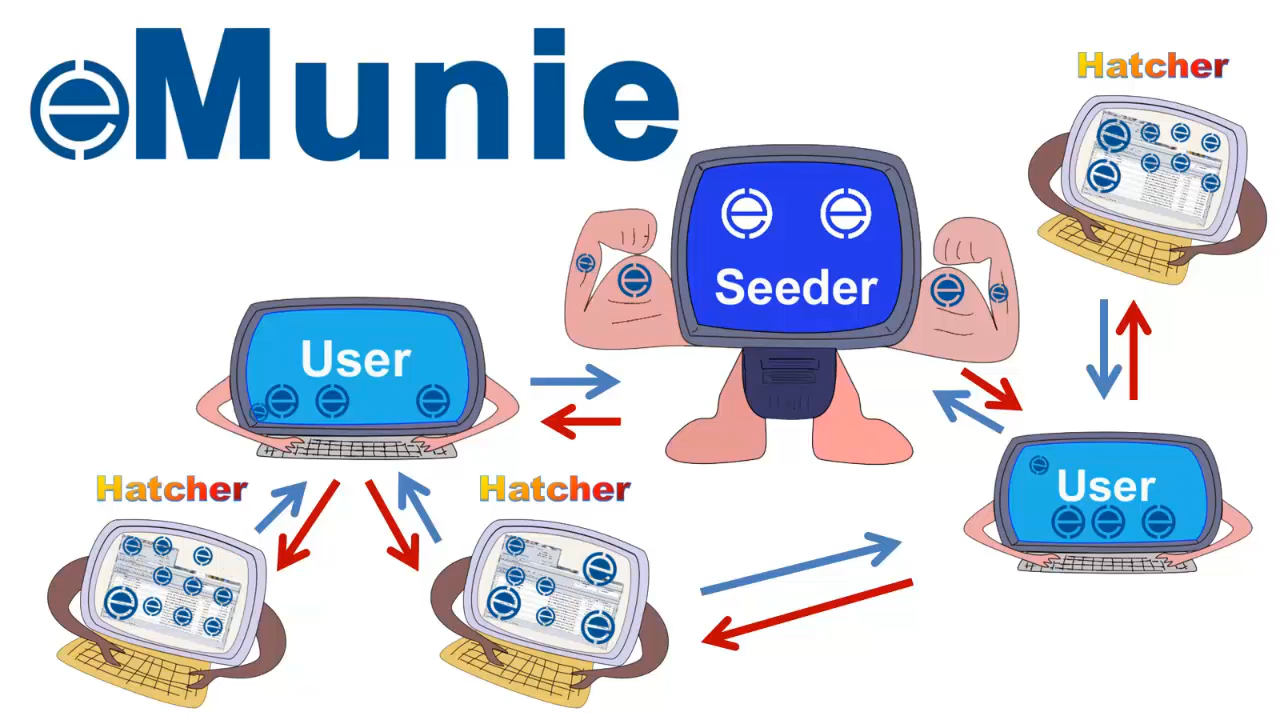 eMunie
Hatcher
Seeder
User
Hatcher
Hatcher
User